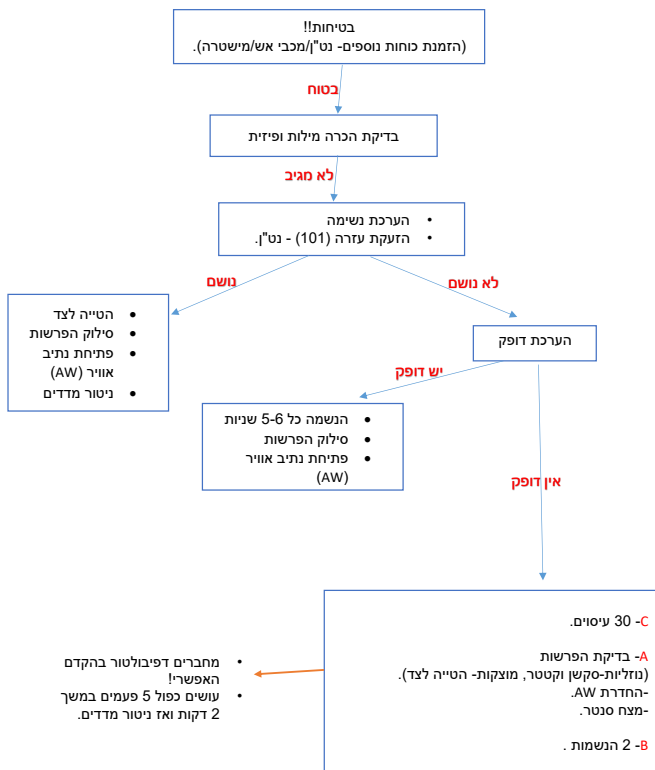 בטיחות!!
(הזמנת כוחות נוספים- נט"ן/מכבי אש/מישטרה).
בטוח
בדיקת הכרה מילות ופיזית
לא מגיב
• הערכת נשימה
• הזעקת עזרה (101) - נט"ן.
נושם
לא נושם
• הטייה לצד
• סילוק הפרשות
• פתיחת נתיב
אוויר (AW)
• ניטור מדדים
הערכת דופק
יש דופק
• הנשמה כל 5-6 שניות
• סילוק הפרשות
• פתיחת נתיב אוויר
(AW)
אין דופק
C- 30 עיסוים.
A- בדיקת הפרשות
(נוזליות-סקשן וקטטר, מוצקות- הטייה לצד).
-החדרת AW.
-מצח סנטר.
B- 2 הנשמות .
• מחברים דפיבולטור בהקדם
האפשרי!
• עושים כפול 5 פעמים במשך
2 דקות ואז ניטור מדדים.